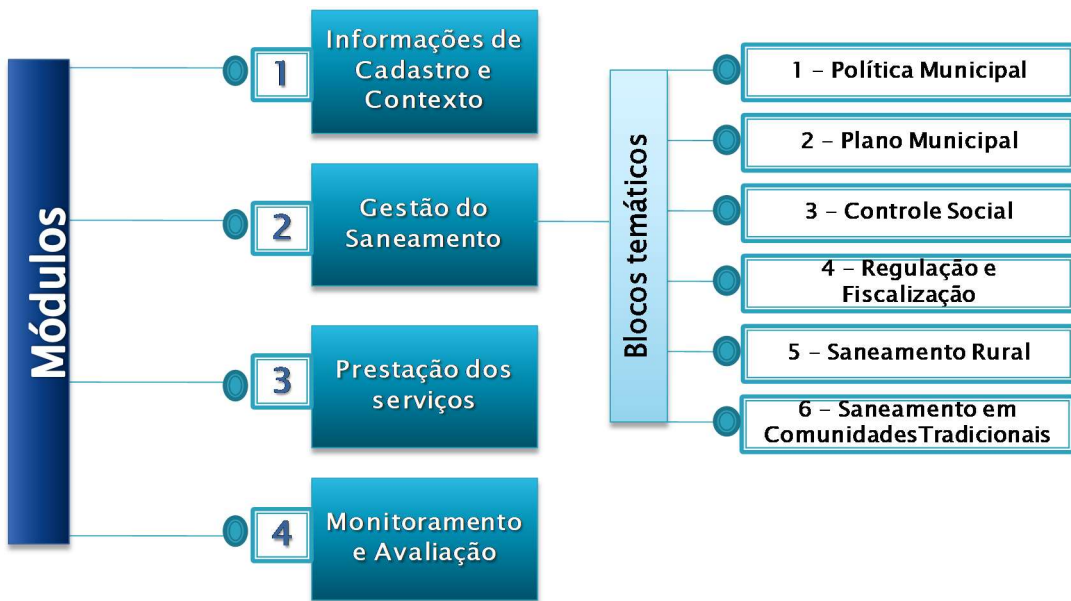 Módulos
1
Informações de
Cadastro e
Contexto
2
Gestão do
Saneamento
3
Prestação dos
serviços
4
Monitoramento
e Avaliação
Blocos temáticos
1 – Política Municipal
2 – Plano Municipal
3 – Controle Social
4 – Regulação e
Fiscalização
5 – Saneamento Rural
6 – Saneamento em
ComunidadesTradicionais